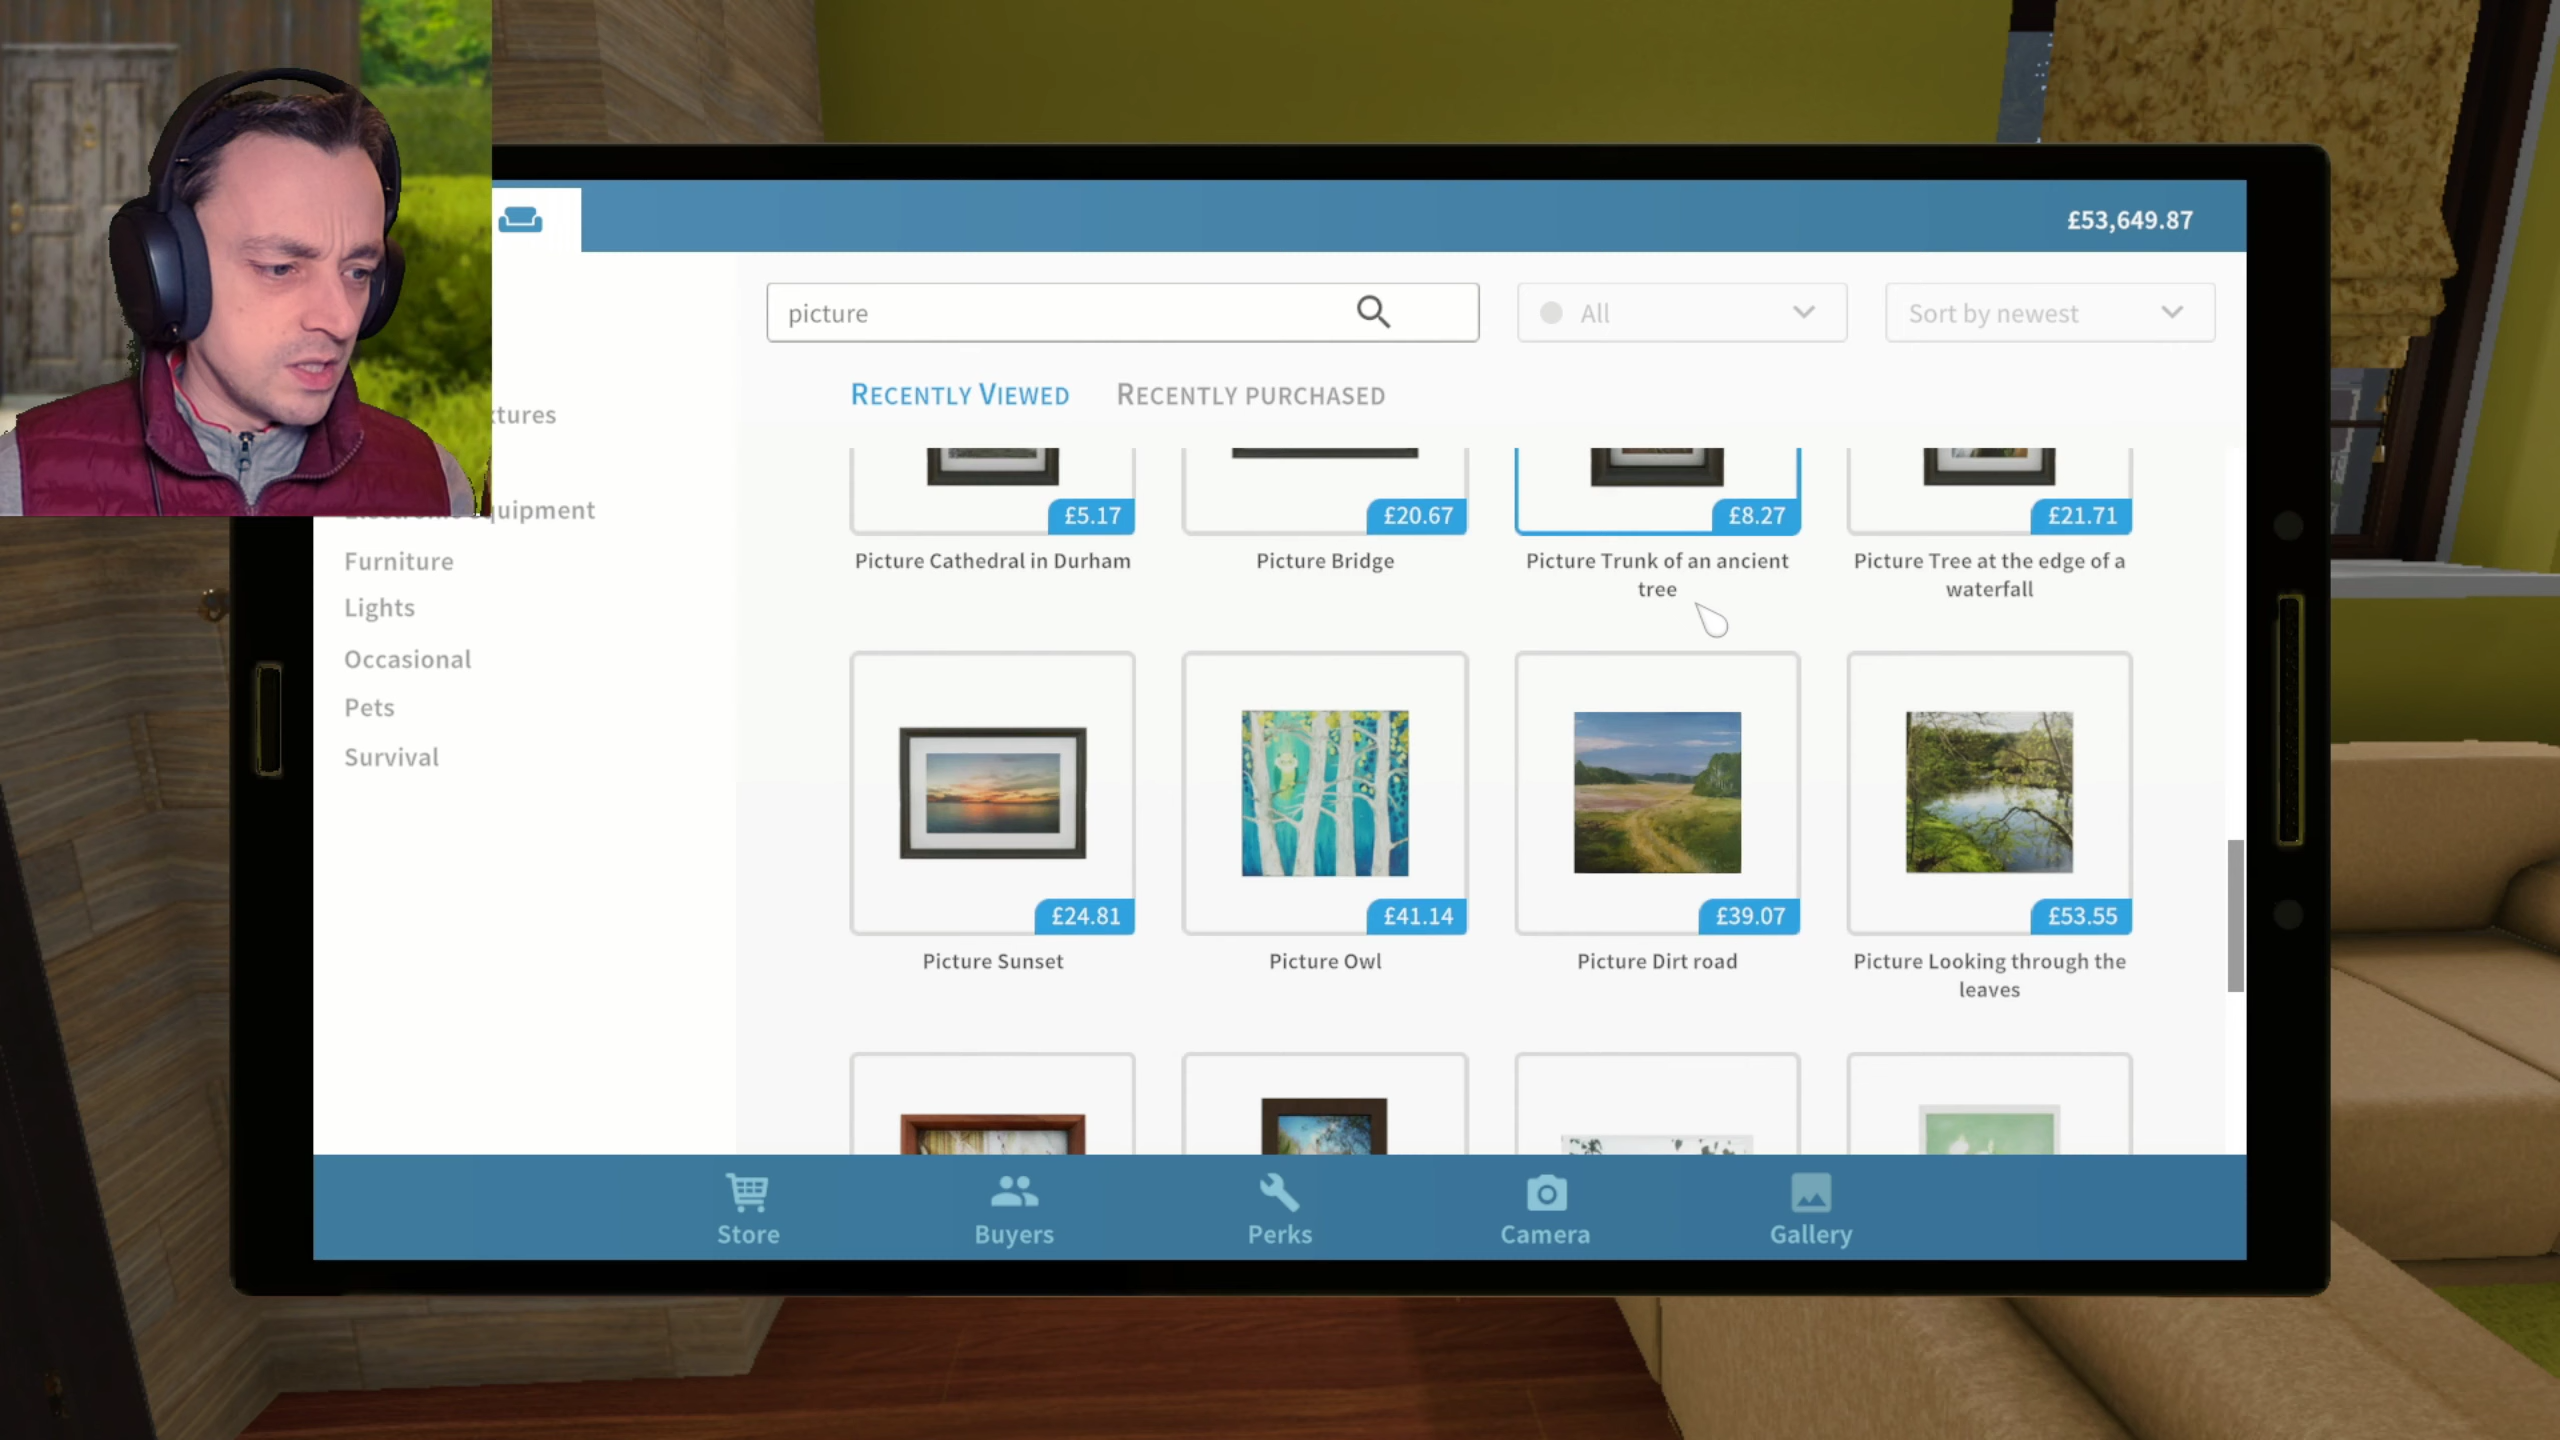 £53,649.87
picture
All
Sort by newest
RECENTLY VIEWED
RECENTLY PURCHASED
Furniture
Lights
Occasional
Pets
Survival
£5.17
£20.67
£8.27
£21.71
Picture Cathedral in Durham
Picture Bridge
Picture Trunk of an ancient
tree
Picture Tree at the edge of a
waterfall
£24.81
£41.14
£39.07
£53.55
Picture Sunset
Picture Owl
Picture Dirt road
Picture Looking through the
leaves
Store
Buyers
Perks
Camera
Gallery